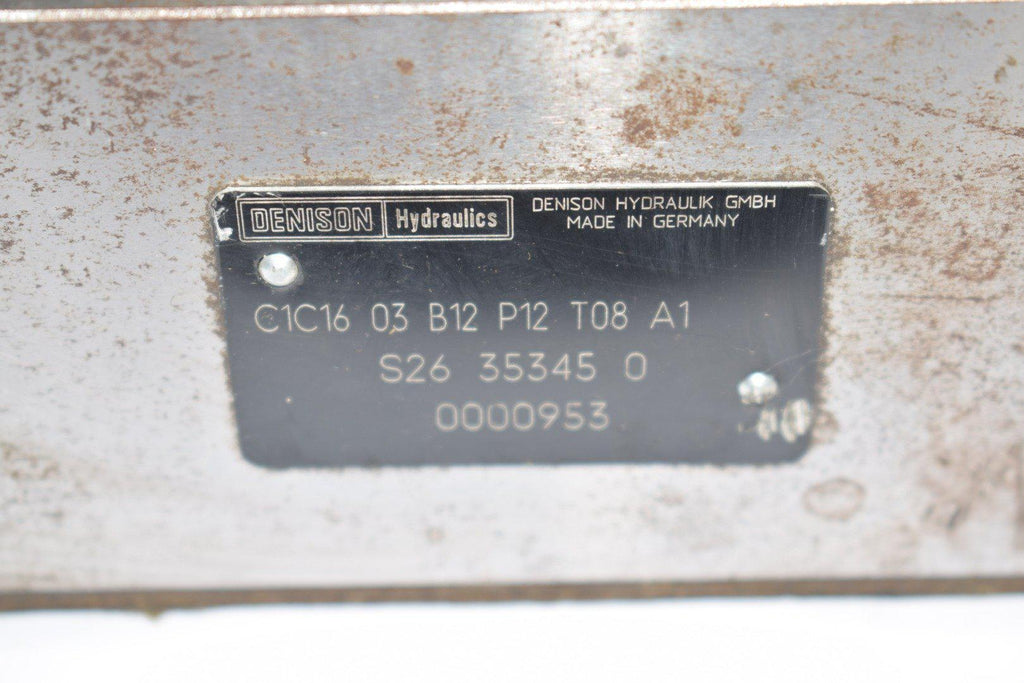 DENISON Hydraulics
DENISON HYDRAULIK GMBH
MADE IN GERMANY
C1C16 03 B12 P12 T08 A1
S26 35345 0
0000953